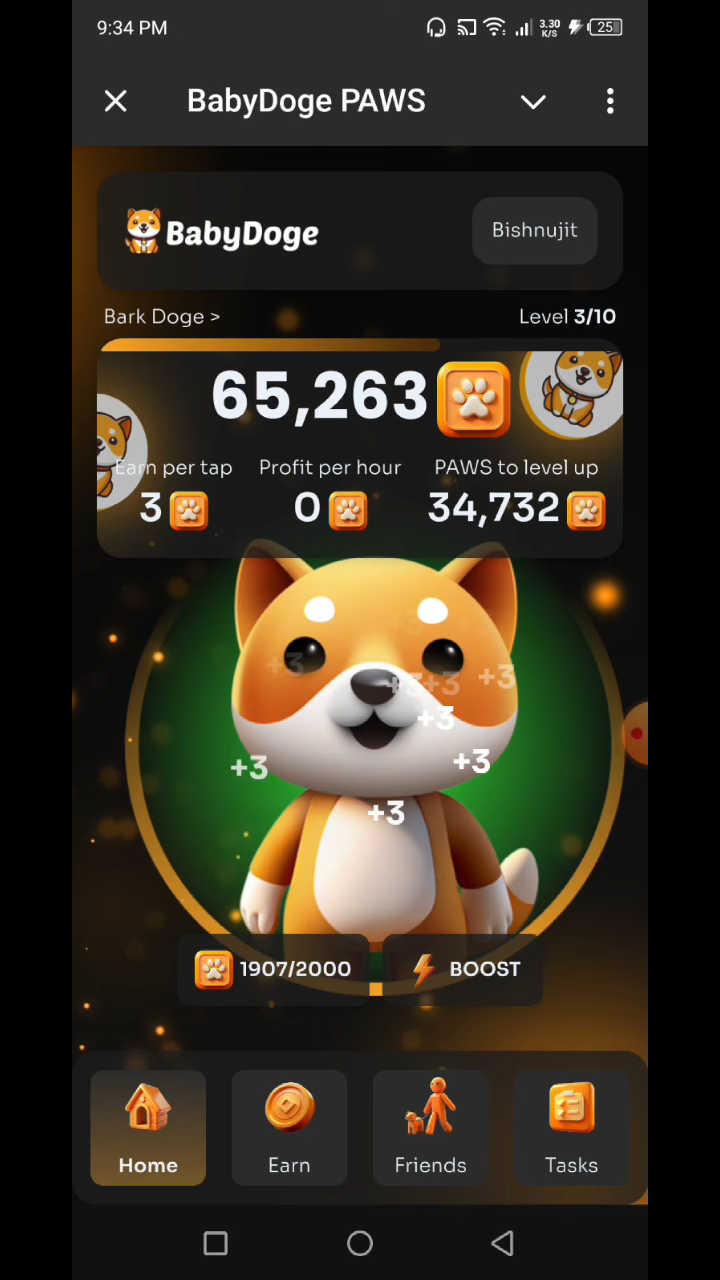 9:34 PM 3.30 K/S 25
BabyDoge PAWS
BabyDoge Bishnujit
Bark Doge > Level 3/10
65,263
Earn per tap Profit per hour PAWS to level up
3 0 34,732
+3
+3 +3 +3
+3
+3 +3
+3
1907/2000 BOOST
Home Earn Friends Tasks